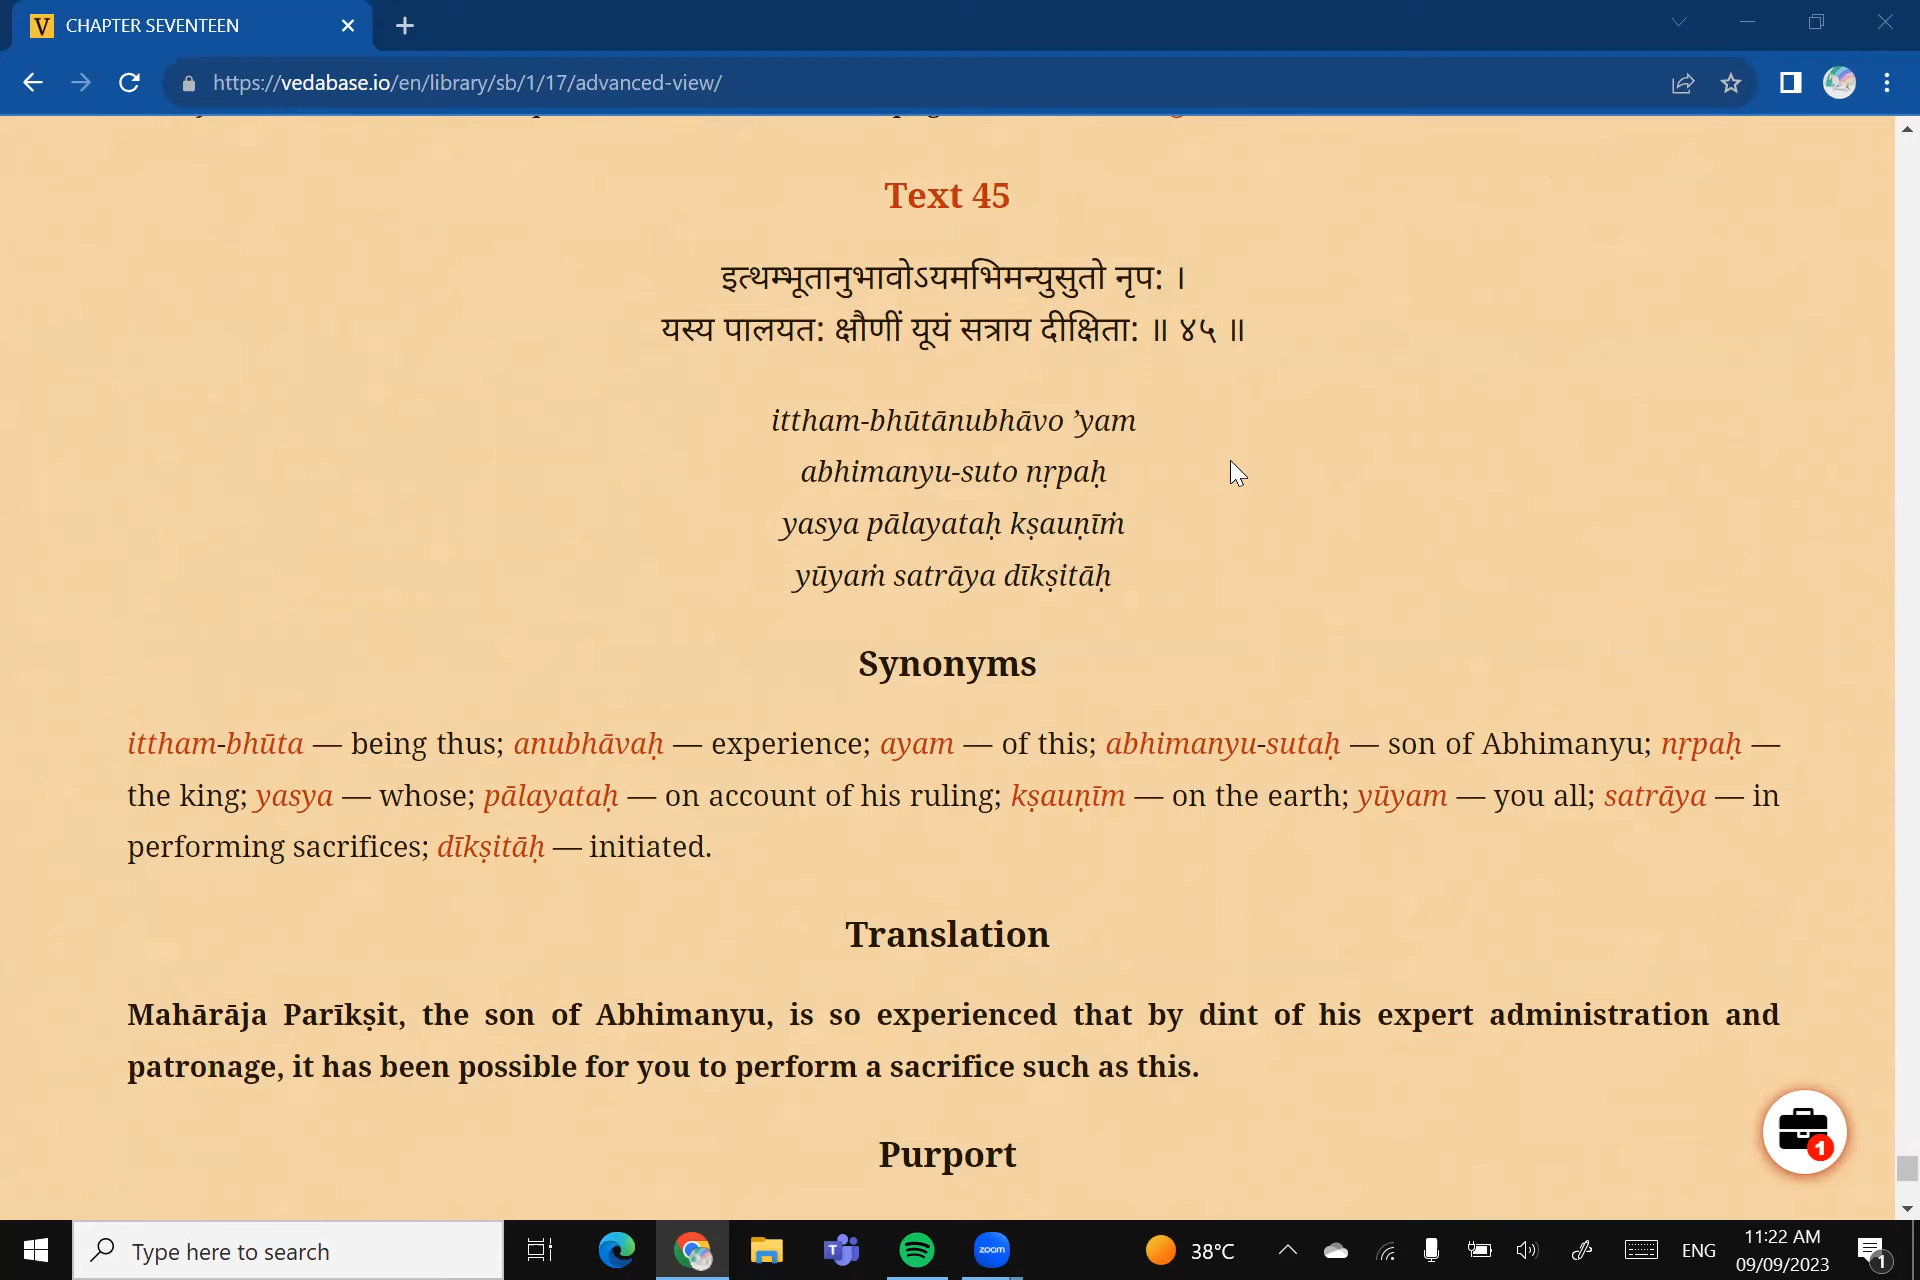 CHAPTER SEVENTEEN
https://vedabase.io/en/library/sb/1/17/advanced-view/
Text 45
इत्थम्भूतानुभावोऽयमभिमन्युसुतो नृप: ।
यस्य पालयत: क्षौणीं यूयं सत्राय दीक्षिता: ॥ ४५ ॥
ittham-bhūtānubhāvo ’yam
abhimanyu-suto nṛpaḥ
yasya pālayataḥ kṣauṇīṁ
yūyaṁ satrāya dīkṣitāḥ
Synonyms
ittham-bhūta — being thus; anubhāvaḥ — experience; ayam — of this; abhimanyu-sutaḥ — son of Abhimanyu; nṛpaḥ —
the king; yasya — whose; pālayataḥ — on account of his ruling; kṣauṇīm — on the earth; yūyam — you all; satrāya — in
performing sacrifices; dīkṣitāḥ — initiated.
Translation
Mahārāja Parīkṣit, the son of Abhimanyu, is so experienced that by dint of his expert administration and
patronage, it has been possible for you to perform a sacrifice such as this.
Purport
1
Type here to search
zoom
38°C
ENG
11:22 AM
09/09/2023
1